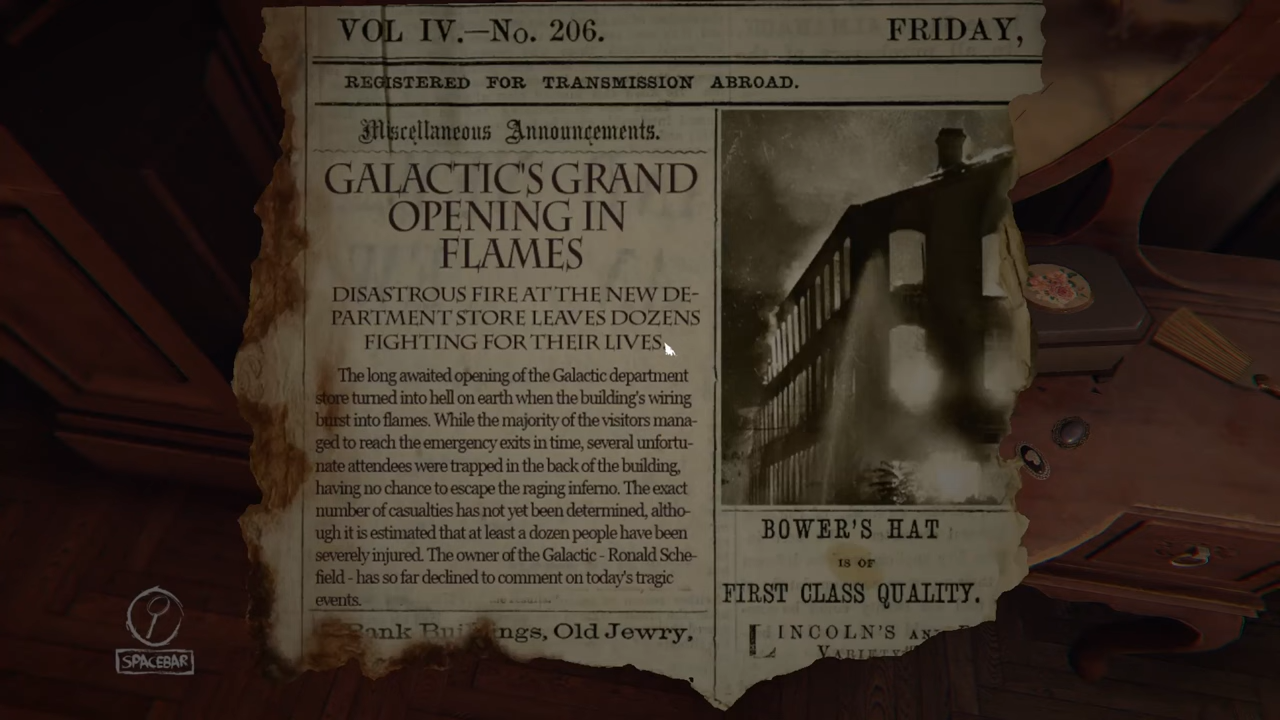 VOL IV.—No. 206.
FRIDAY,
REGISTERED FOR TRANSMISSION ABROAD.
Miscellaneous Announcements.
GALACTIC'S GRAND
OPENING IN
FLAMES
DISASTROUS FIRE AT THE NEW DE-
PARTMENT STORE LEAVES DOZENS
FIGHTING FOR THEIR LIVES
The long awaited opening of the Galactic department
store turned into hell on earth when the building's wiring
burst into flames. While the majority of the visitors mana-
ged to reach the emergency exits in time, several unfortu-
nate attendees were trapped in the back of the building,
having no chance to escape the raging inferno. The exact
number of casualties has not yet been determined, altho-
ugh it is estimated that at least a dozen people have been
severely injured. The owner of the Galactic - Ronald Sche-
field - has so far declined to comment on today's tragic
events.
Bank Buildings, Old Jewry,
BOWER'S HAT
IS OF
FIRST CLASS QUALITY.
LINCOLN'S AND
VARIETY
SPACEBAR